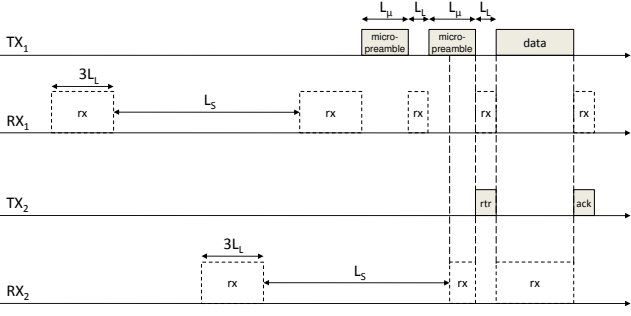 Lμ LL Lμ LL
TX1 micro-preamble micro-preamble data
3LL
RX1 rx LS rx rx rx rx
TX2 rtr ack
3LL
RX2 rx LS rx rx